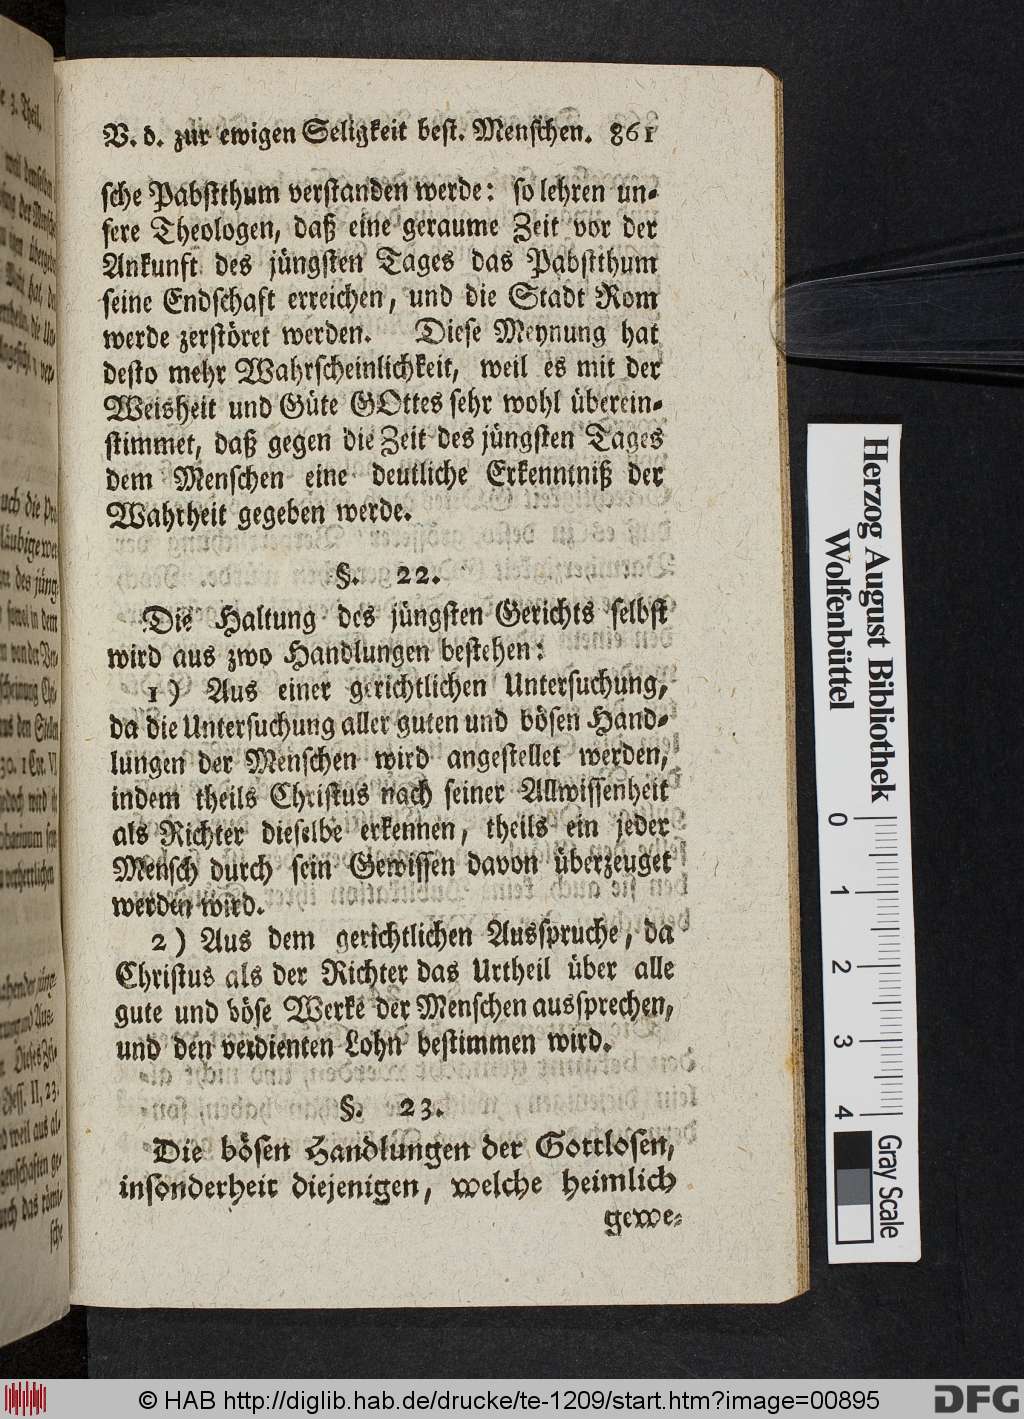 V. d. zur ewigen Seligkeit best. Menschen. 861
sche Pabstthum verstanden werde: so lehren un-
sere Theologen, daß eine geraume Zeit vor der
Ankunft des jüngsten Tages das Pabstthum
seine Endschaft erreichen, und die Stadt Rom
werde zerstöret werden. Diese Meynung hat
desto mehr Wahrscheinlichkeit, weil es mit der
Weisheit und Güte GOttes sehr wohl überein-
stimmet, daß gegen die Zeit des jüngsten Tages
dem Menschen eine deutliche Erkenntniß der
Wahrheit gegeben werde.
§. 22.
Die Haltung des jüngsten Gerichts selbst
wird aus zwo Handlungen bestehen:
1) Aus einer gerichtlichen Untersuchung,
da die Untersuchung aller guten und bösen Hand-
lungen der Menschen wird angestellet werden,
indem theils Christus nach seiner Allwissenheit
als Richter dieselbe erkennen, theils ein jeder
Mensch durch sein Gewissen davon überzeuget
werden wird.
2) Aus dem gerichtlichen Ausspruche, da
Christus als der Richter das Urtheil über alle
gute und böse Werke der Menschen aussprechen,
und den verdienten Lohn bestimmen wird.
§. 23.
Die bösen Handlungen der Gottlosen,
insonderheit diejenigen, welche heimlich
gewe-
Herzog August Bibliothek
Wolfenbüttel
0 1 2 3 4
Gray Scale
© HAB http://diglib.hab.de/drucke/te-1209/start.htm?image=00895
DFG